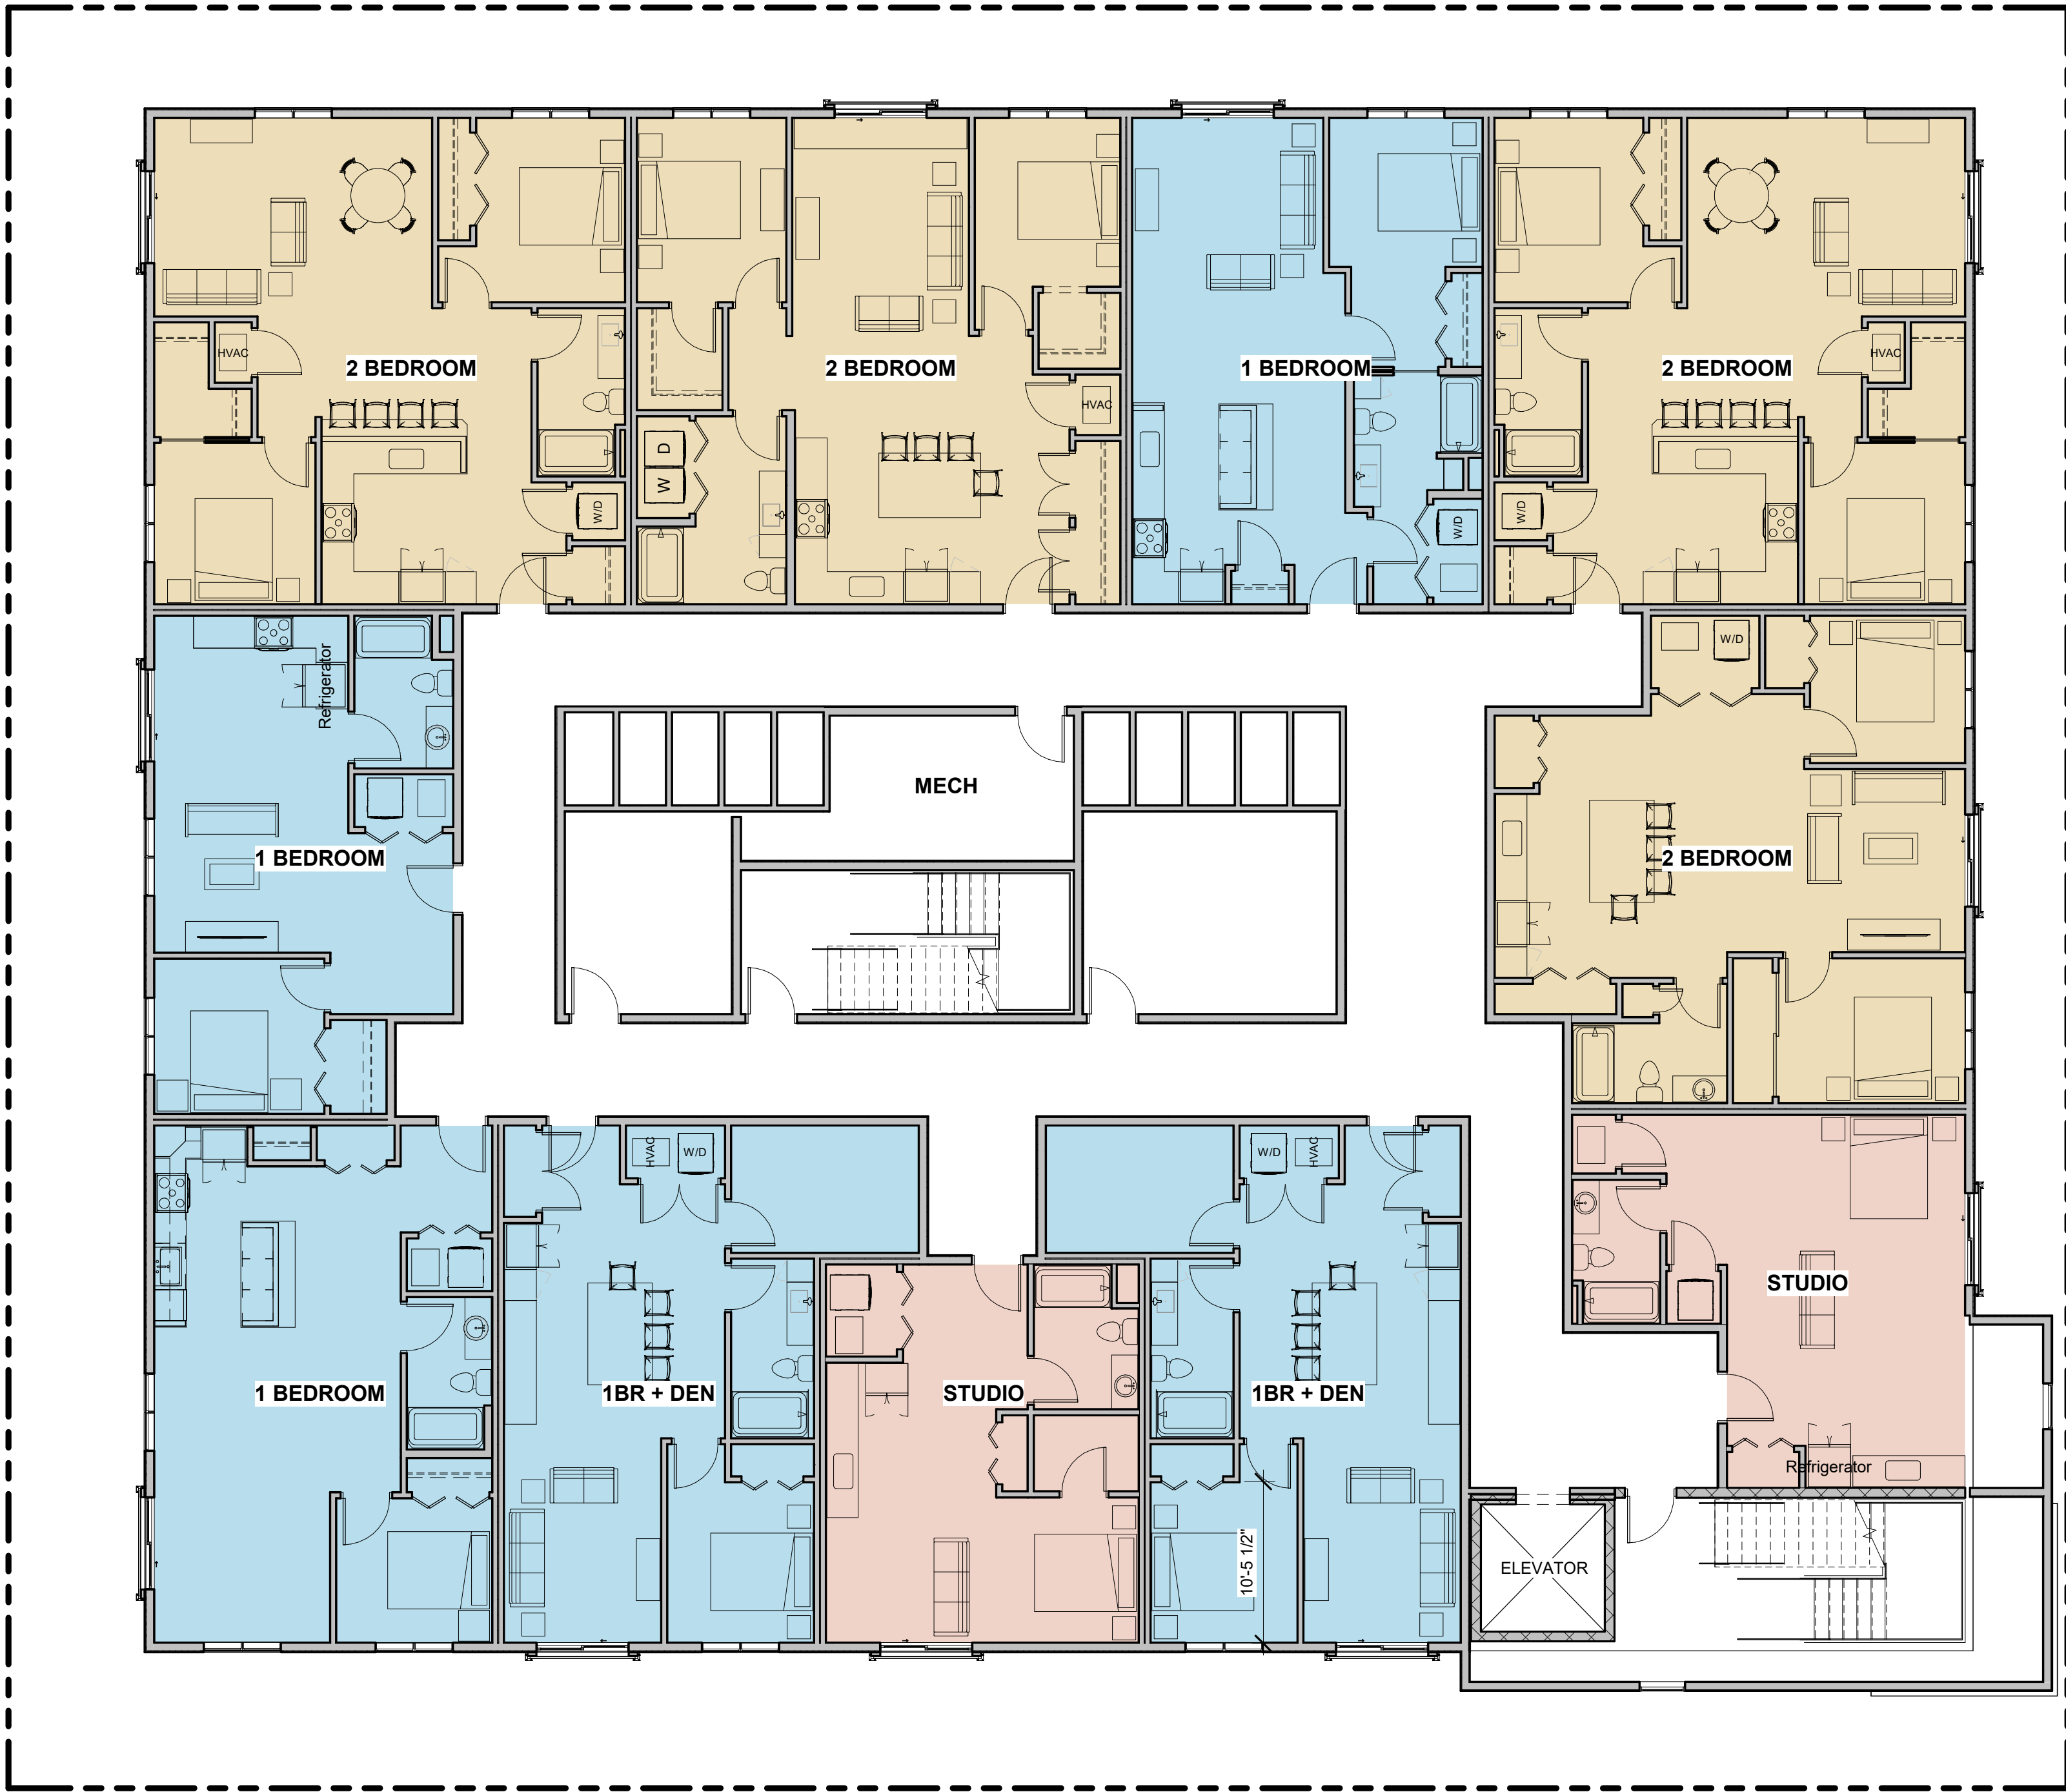 HVAC
2 BEDROOM
W/D
D
W
2 BEDROOM
HVAC
1 BEDROOM
W/D
2 BEDROOM
HVAC
W/D
Refrigerator
1 BEDROOM
MECH
W/D
2 BEDROOM
1 BEDROOM
HVAC
W/D
1BR + DEN
STUDIO
W/D
HVAC
1BR + DEN
10'-5 1/2"
STUDIO
Refrigerator
ELEVATOR